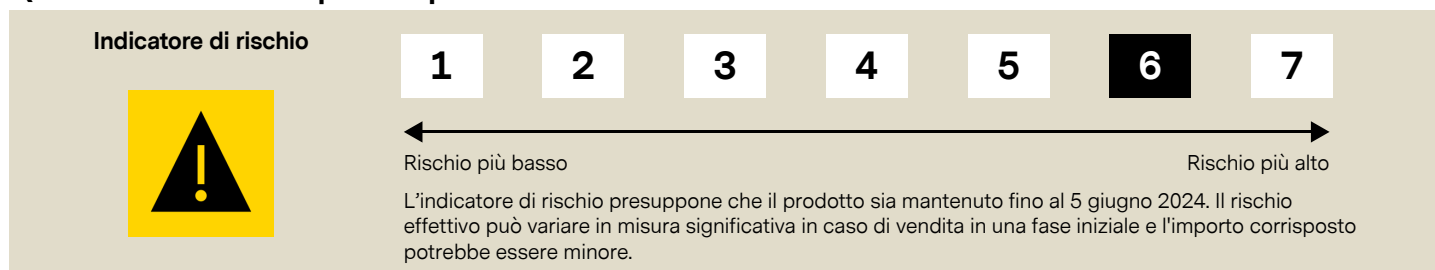 Indicatore di rischio
1 2 3 4 5 6 7
Rischio più basso Rischio più alto
L'indicatore di rischio presuppone che il prodotto sia mantenuto fino al 5 giugno 2024. Il rischio
effettivo può variare in misura significativa in caso di vendita in una fase iniziale e l'importo corrisposto
potrebbe essere minore.